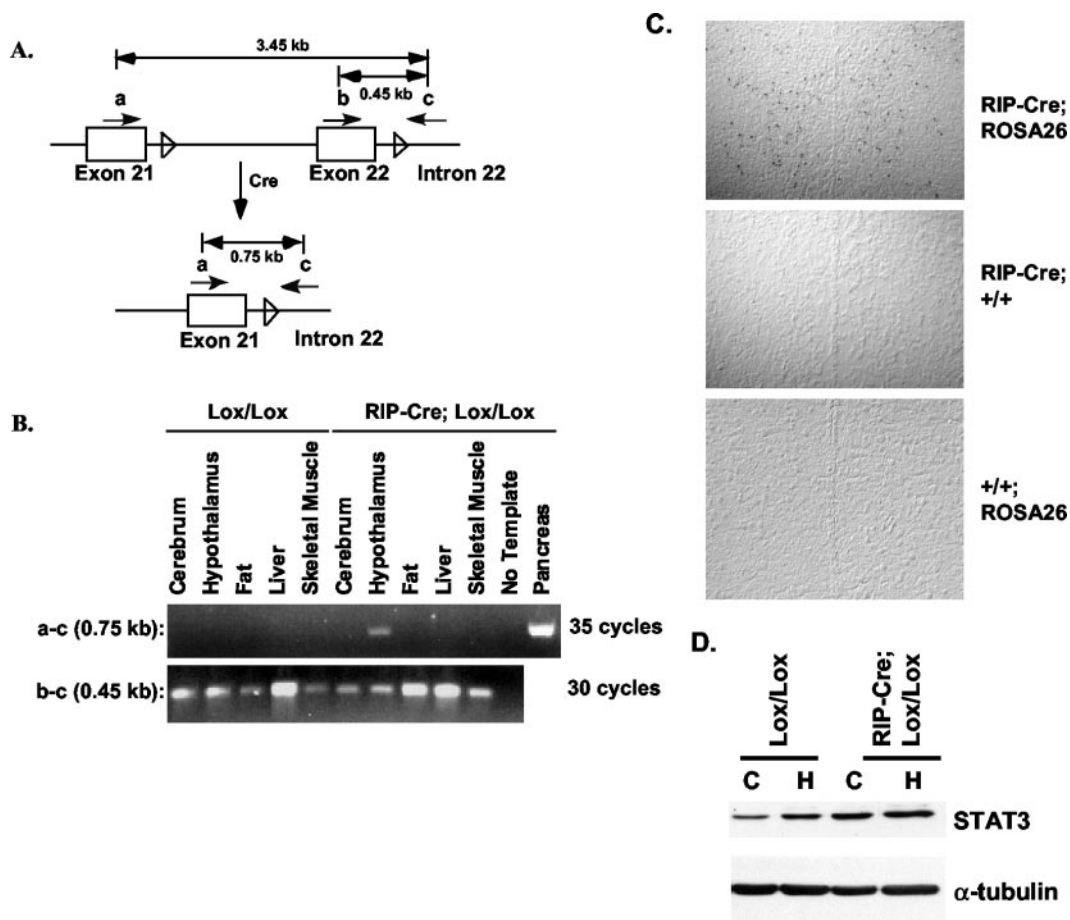 A.
3.45 kb
a
b
0.45 kb
c
Exon 21
Exon 22
Intron 22
Cre
0.75 kb
a
c
Exon 21
Intron 22
B.
Lox/Lox
RIP-Cre; Lox/Lox
Cerebrum
Hypothalamus
Fat
Liver
Skeletal Muscle
Cerebrum
Hypothalamus
Fat
Liver
Skeletal Muscle
No Template
Pancreas
a-c (0.75 kb):
35 cycles
b-c (0.45 kb):
30 cycles
C.
RIP-Cre;
ROSA26
RIP-Cre;
+/+
+/+;
ROSA26
D.
Lox/Lox
RIP-Cre;
Lox/Lox
C
H
C
H
STAT3
α-tubulin